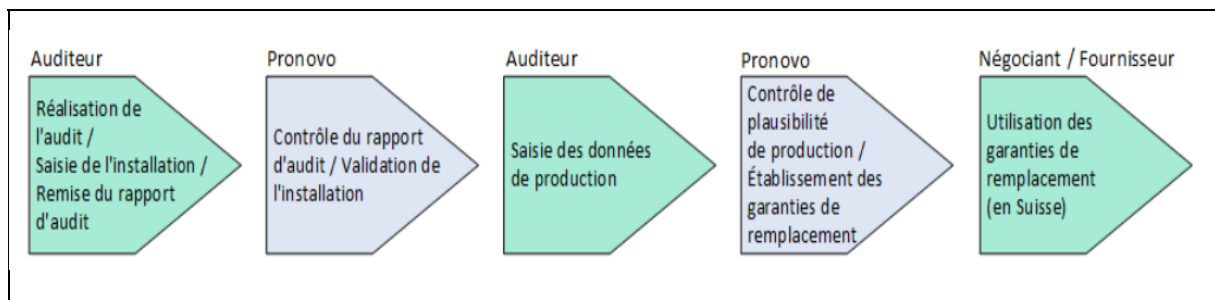 Auditeur
Réalisation de
l'audit /
Saisie de l'installation /
Remise du rapport
d'audit
Pronovo
Contrôle du rapport
d'audit / Validation de
l'installation
Auditeur
Saisie des données
de production
Pronovo
Contrôle de
plausibilité
de production /
Établissement des
garanties de
remplacement
Négociant / Fournisseur
Utilisation des
garanties de
remplacement
(en Suisse)